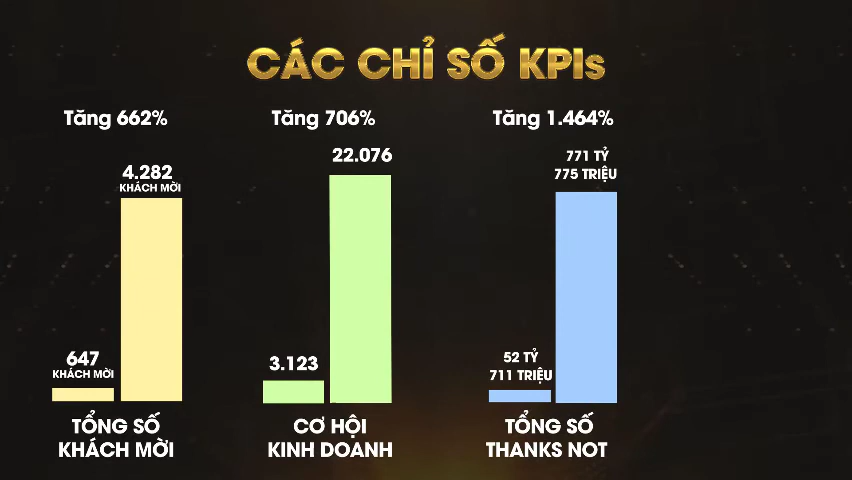 CÁC CHỈ SỐ KPIs
Tăng 662%
Tăng 706%
Tăng 1.464%
4.282
KHÁCH MỜI
22.076
771 TỶ
775 TRIỆU
647
KHÁCH MỜI
3.123
52 TỶ
711 TRIỆU
TỔNG SỐ
KHÁCH MỜI
CƠ HỘI
KINH DOANH
TỔNG SỐ
THANKS NOT